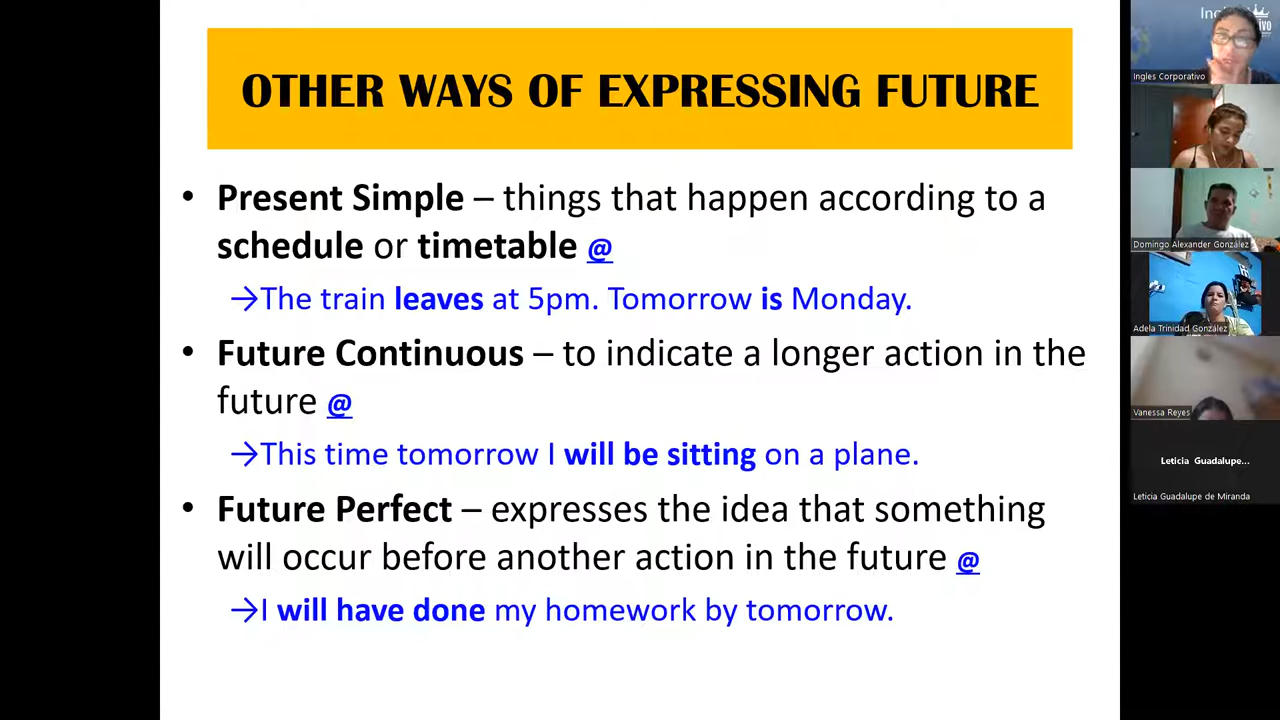 OTHER WAYS OF EXPRESSING FUTURE
• Present Simple – things that happen according to a
schedule or timetable @
→The train leaves at 5pm. Tomorrow is Monday.
• Future Continuous – to indicate a longer action in the
future @
→This time tomorrow I will be sitting on a plane.
• Future Perfect – expresses the idea that something
will occur before another action in the future @
→I will have done my homework by tomorrow.
Ingles Corporativo
Domingo Alexander González
Adela Trinidad González
Vanessa Reyes
Leticia Guadalupe...
Leticia Guadalupe de Miranda